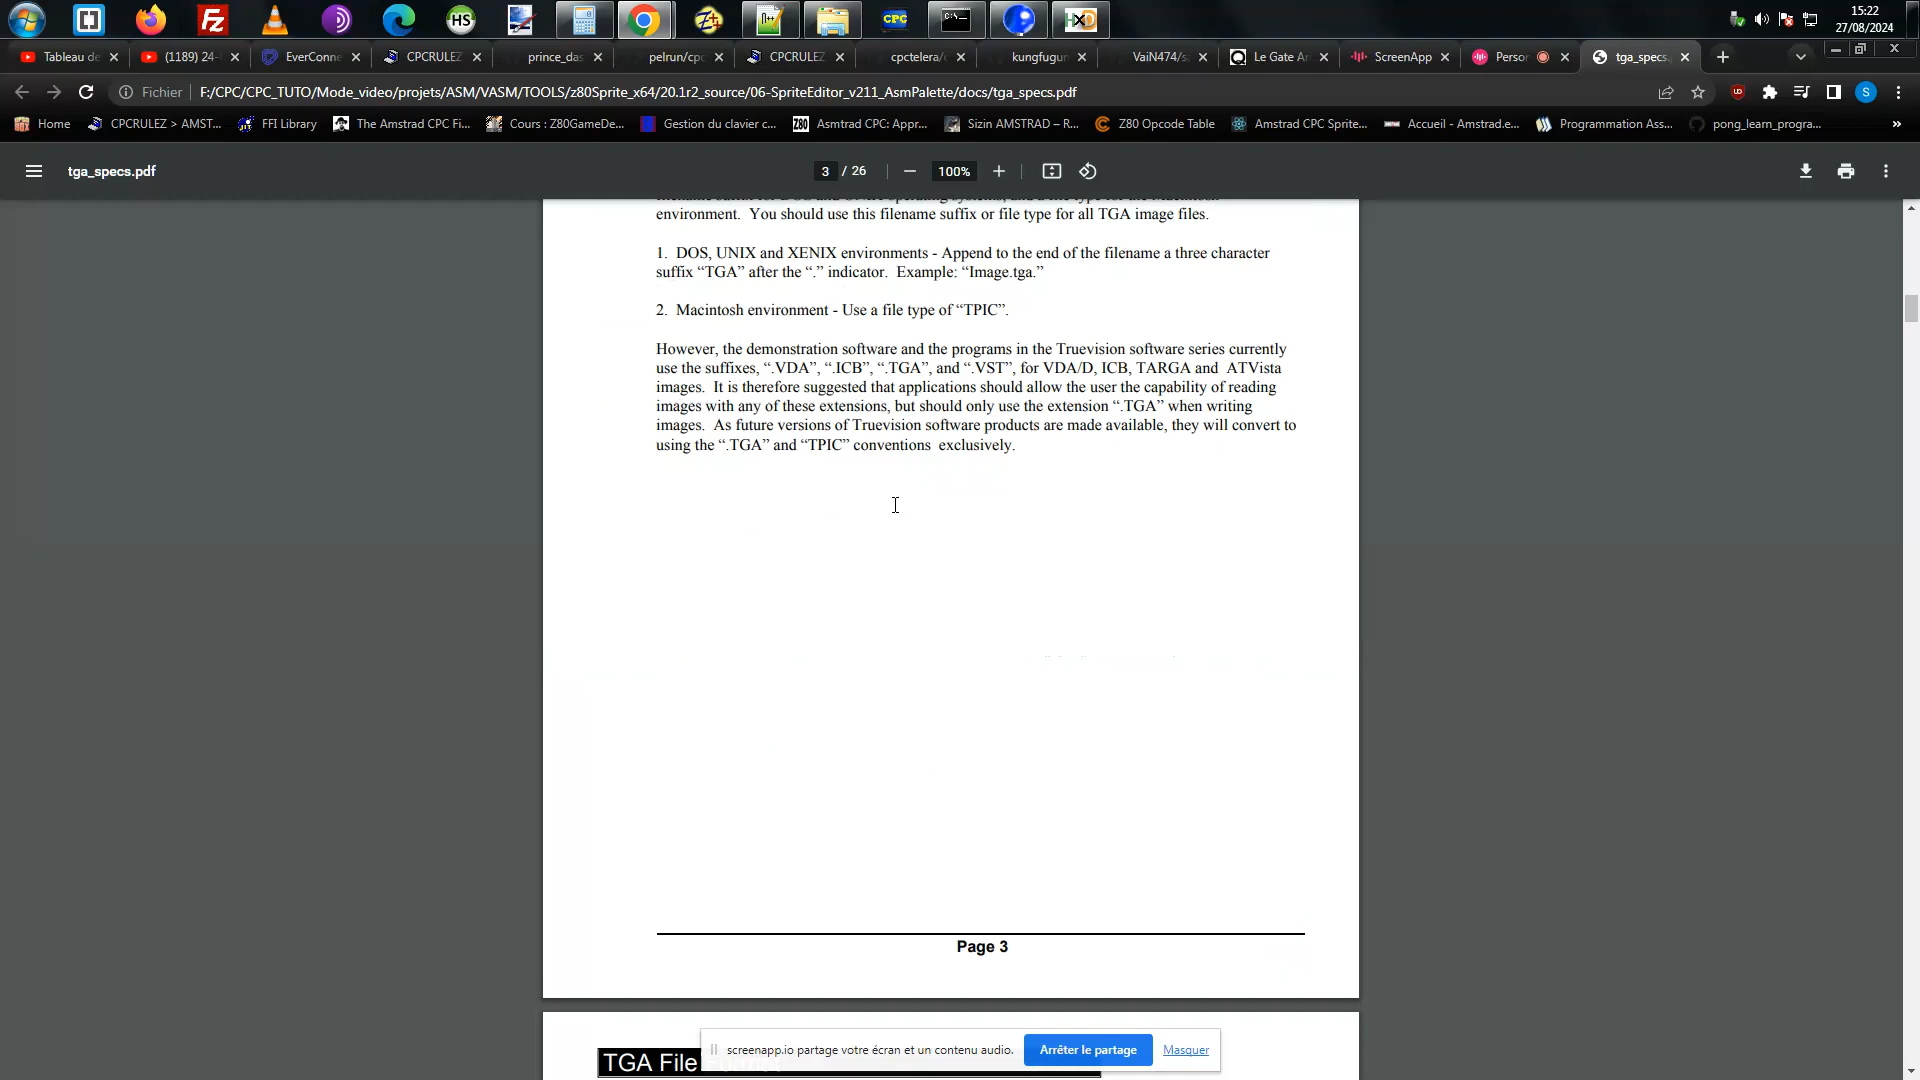 15:22
27/08/2024
Tableau de
(1189) 24-
EverConne
CPCRULEZ
prince_das
pelrun/cpc
CPCRULEZ
cpctelera/
kungfugur
VaiN474/s
Le Gate Ar
ScreenApp
Person
tga_specs.
Fichier
F:/CPC/CPC_TUTO/Mode_video/projets/ASM/VASM/TOOLS/z80Sprite_x64/20.1r2_source/06-SpriteEditor_v211_AsmPalette/docs/tga_specs.pdf
Home
CPCRULEZ > AMST...
FFI Library
The Amstrad CPC Fi...
Cours : Z80GameDe...
Gestion du clavier c...
Asmtrad CPC: Appr...
Sizin AMSTRAD – R...
Z80 Opcode Table
Amstrad CPC Sprite...
Accueil - Amstrad.e...
Programmation Ass...
pong_learn_progra...
tga_specs.pdf
3 / 26
100%
environment. You should use this filename suffix or file type for all TGA image files.
1. DOS, UNIX and XENIX environments - Append to the end of the filename a three character
suffix “TGA” after the “.” indicator. Example: “Image.tga.”
2. Macintosh environment - Use a file type of “TPIC”.
However, the demonstration software and the programs in the Truevision software series currently
use the suffixes, “.VDA”, “.ICB”, “.TGA”, and “.VST”, for VDA/D, ICB, TARGA and ATVista
images. It is therefore suggested that applications should allow the user the capability of reading
images with any of these extensions, but should only use the extension “.TGA” when writing
images. As future versions of Truevision software products are made available, they will convert to
using the “.TGA” and “TPIC” conventions exclusively.
Page 3
TGA File
screenapp.io partage votre écran et un contenu audio.
Arrêter le partage
Masquer